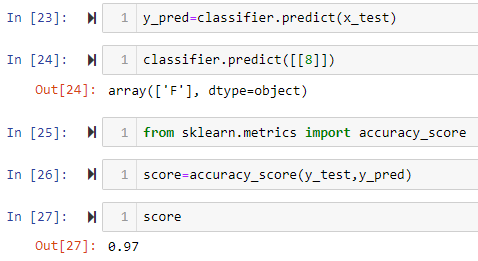 In [23]: 1 y_pred=classifier.predict(x_test)
In [24]: 1 classifier.predict([[8]])
Out[24]: array(['F'], dtype=object)
In [25]: 1 from sklearn.metrics import accuracy_score
In [26]: 1 score=accuracy_score(y_test,y_pred)
In [27]: 1 score
Out[27]: 0.97